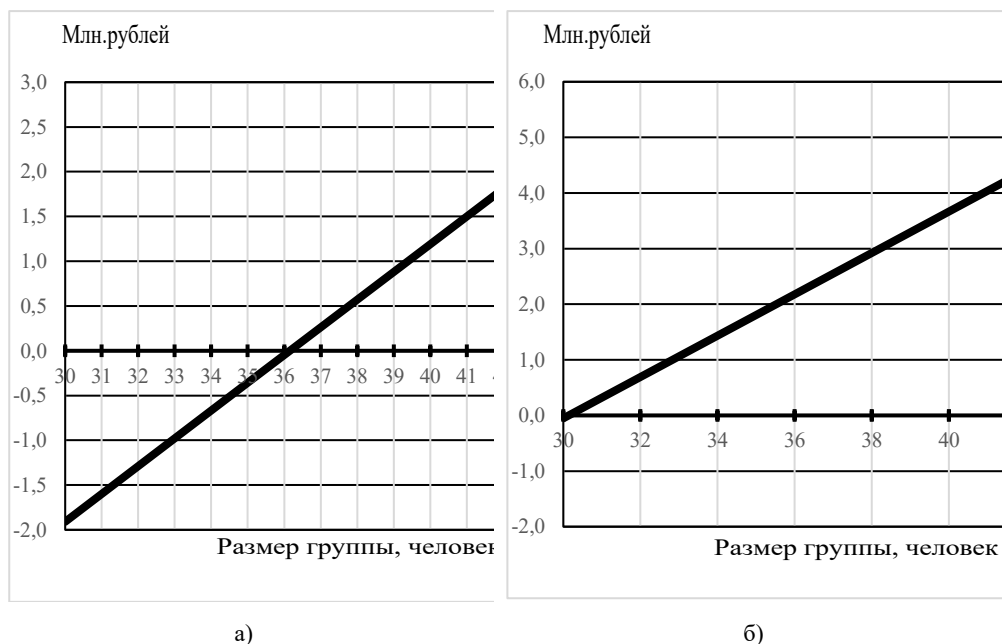 Млн.рублей
3,0
2,5
2,0
1,5
1,0
0,5
0,0
30 31 32 33 34 35 36 37 38 39 40 41
-0,5
-1,0
-1,5
-2,0
Размер группы, человек
а)
Млн.рублей
6,0
5,0
4,0
3,0
2,0
1,0
0,0
30 32 34 36 38 40
-1,0
-2,0
Размер группы, человек
б)